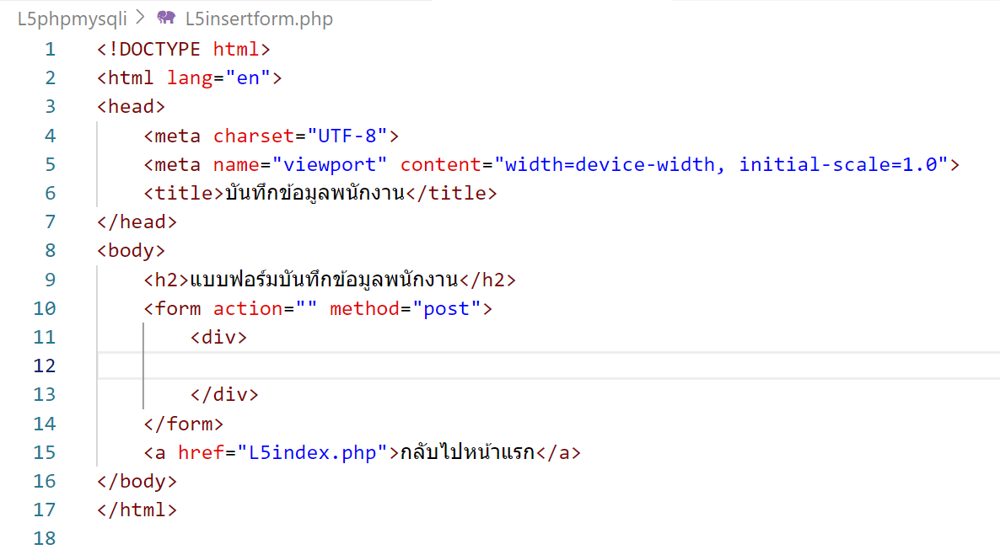 L5phpmysqli > L5insertform.php
1 <!DOCTYPE html>
2 <html lang="en">
3 <head>
4 <meta charset="UTF-8">
5 <meta name="viewport" content="width=device-width, initial-scale=1.0">
6 <title>บันทึกข้อมูลพนักงาน</title>
7 </head>
8 <body>
9 <h2>แบบฟอร์มบันทึกข้อมูลพนักงาน</h2>
10 <form action="" method="post">
11 <div>
12
13 </div>
14 </form>
15 <a href="L5index.php">กลับไปหน้าแรก</a>
16 </body>
17 </html>
18